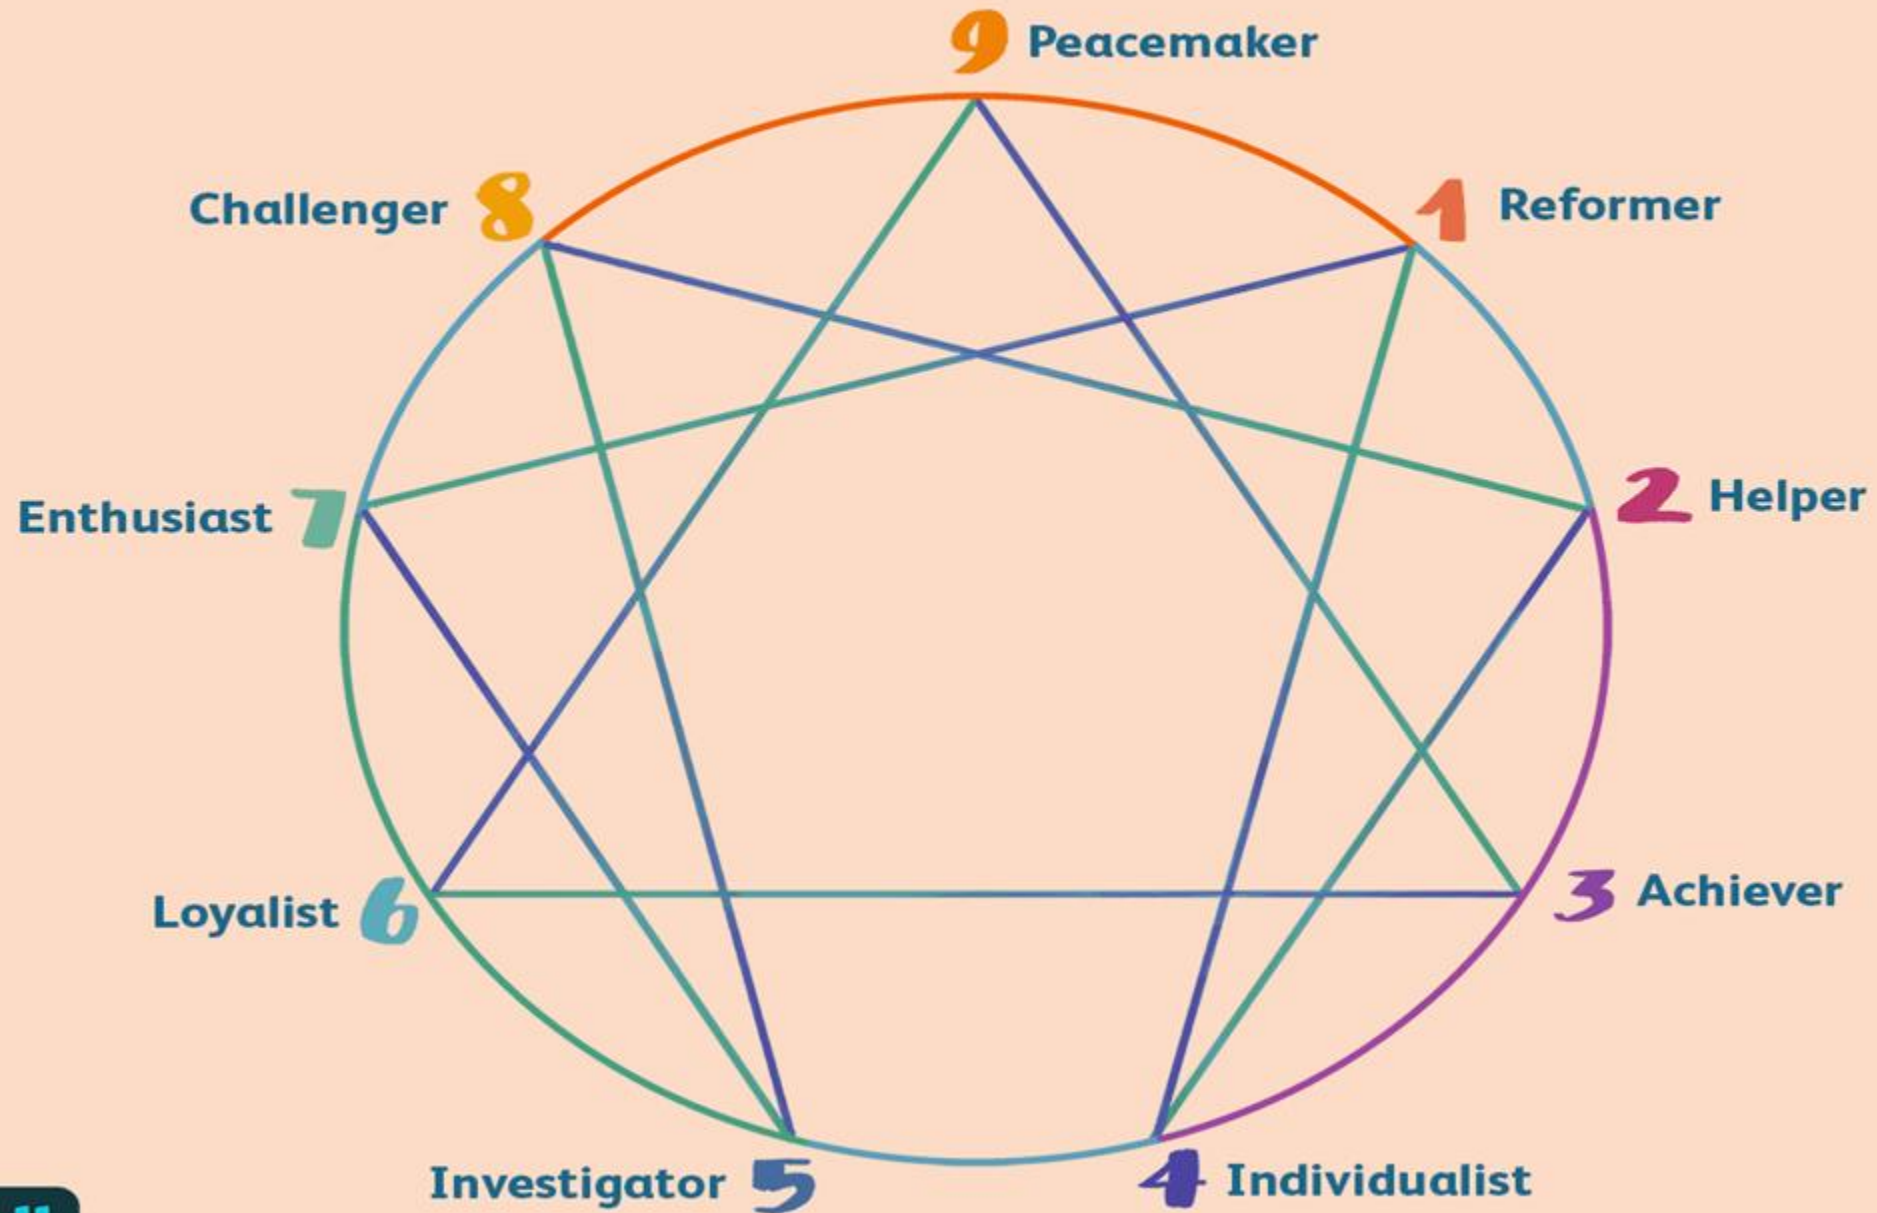 9 Peacemaker
Challenger 8
1 Reformer
Enthusiast 7
2 Helper
Loyalist 6
3 Achiever
Investigator 5
4 Individualist